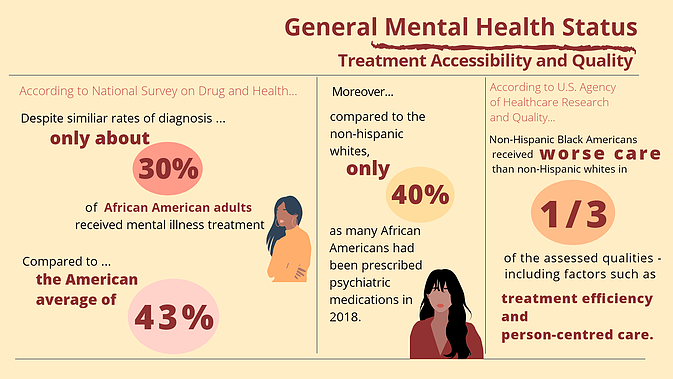 General Mental Health Status
Treatment Accessibility and Quality
According to National Survey on Drug and Health...
Despite similiar rates of diagnosis ...
only about
30%
of African American adults
received mental illness treatment
Compared to ...
the American
average of
43%
Moreover...
compared to the
non-hispanic
whites,
only
40%
as many African
Americans had
been prescribed
psychiatric
medications in
2018.
According to U.S. Agency
of Healthcare Research
and Quality...
Non-Hispanic Black Americans
received worse care
than non-Hispanic whites in
1/3
of the assessed qualities -
including factors such as
treatment efficiency
and
person-centred care.